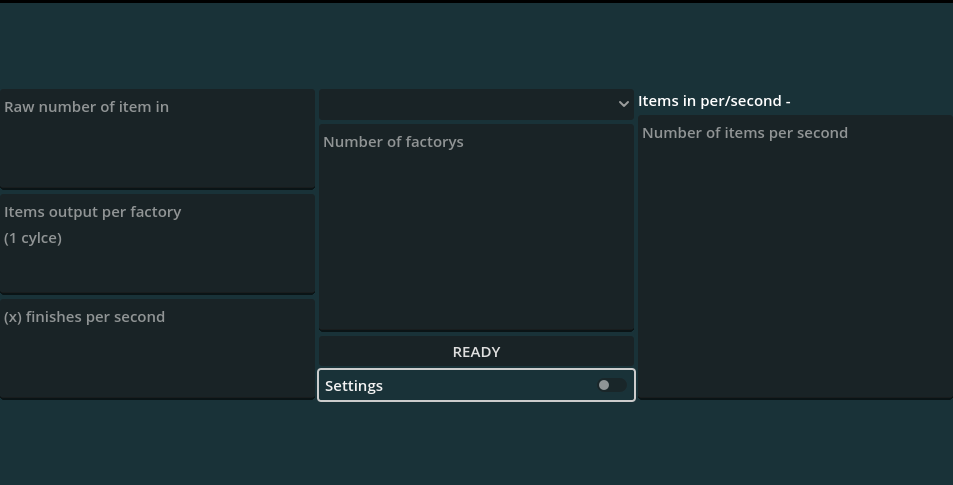 Raw number of item in
Items output per factory
(1 cylce)
(x) finishes per second
Number of factorys
READY
Settings
Items in per/second -
Number of items per second